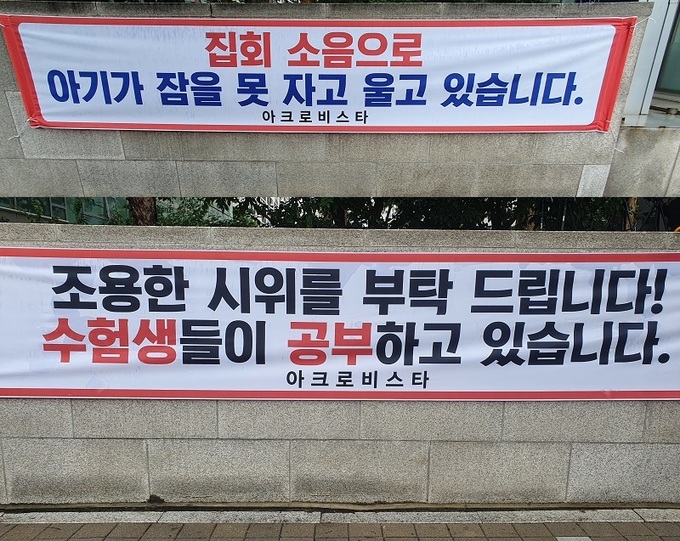 집회 소음으로
아기가 잠을 못 자고 울고 있습니다.
아크로비스타
조용한 시위를 부탁 드립니다!
수험생들이 공부하고 있습니다.
아크로비스타